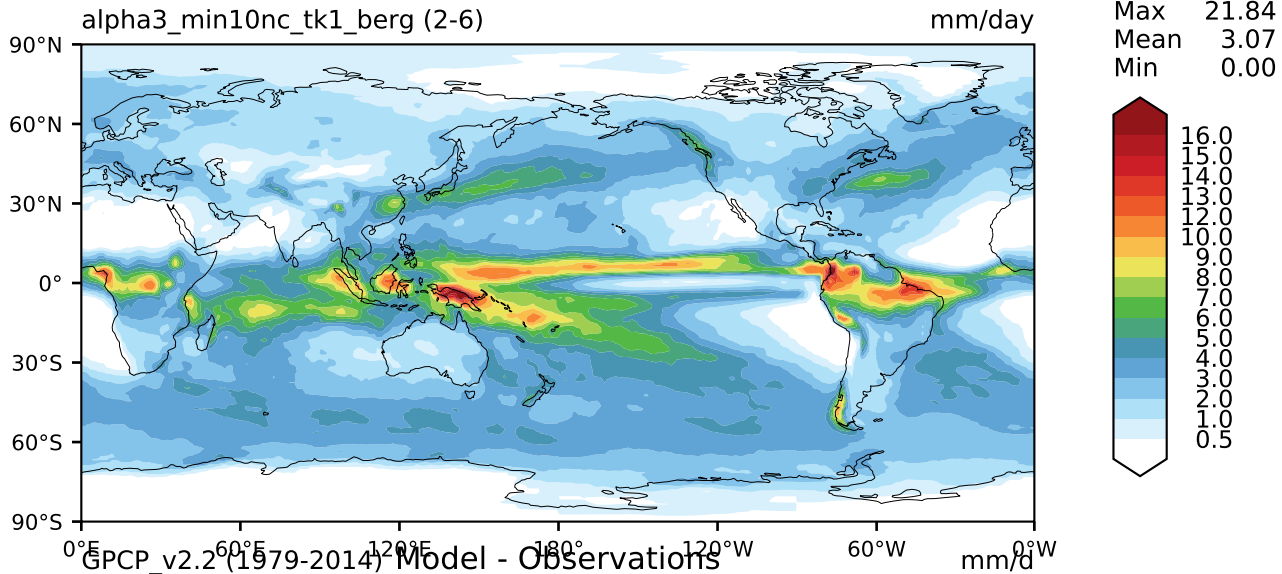 alpha3_min10nc_tk1_berg (2-6) mm/day
Max 21.84
Mean 3.07
Min 0.00
90°N
60°N
30°N
0°
30°S
60°S
90°S
16.0
15.0
14.0
13.0
12.0
10.0
9.0
8.0
7.0
6.0
5.0
4.0
3.0
2.0
1.0
0.5
0°E 60°E 120°E 180° 120°W 60°W 0°W
GPCP_v2.2 (1979-2014) Model - Observations mm/d